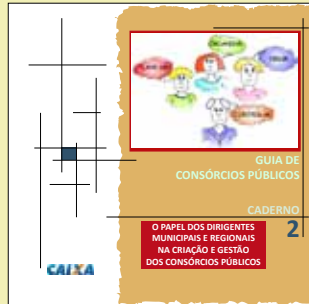 GUIA DE
CONSÓRCIOS PÚBLICOS
CADERNO
2
O PAPEL DOS DIRIGENTES
MUNICIPAIS E REGIONAIS
NA CRIAÇÃO E GESTÃO
DOS CONSÓRCIOS PÚBLICOS
CAIXA